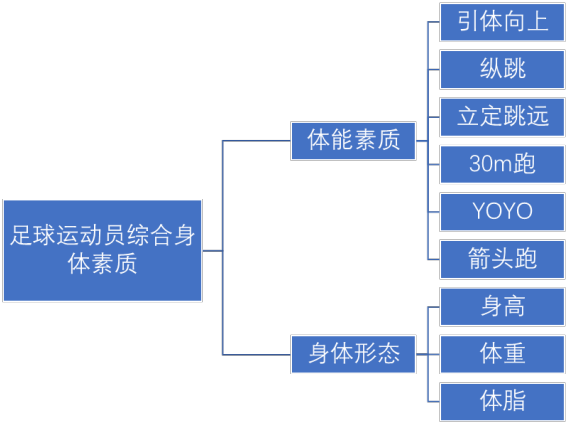 足球运动员综合身
体素质
体能素质
引体向上
纵跳
立定跳远
30m跑
YOYO
箭头跑
身体形态
身高
体重
体脂